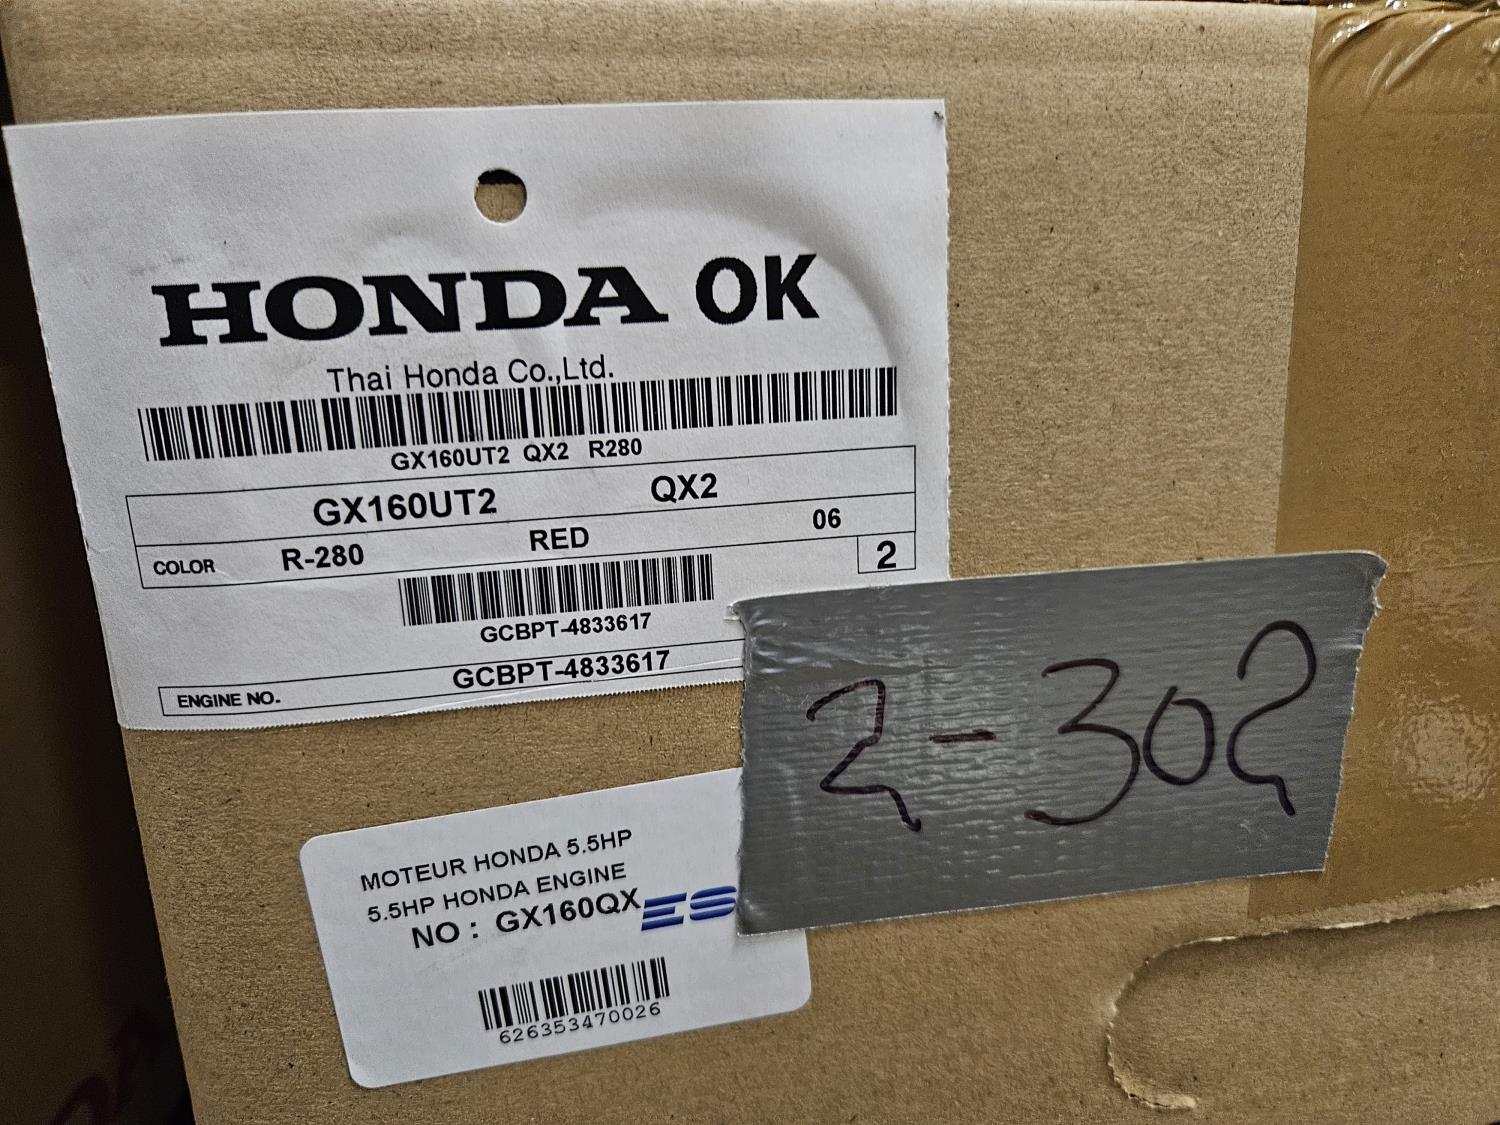 HONDA OK
Thai Honda Co.,Ltd.
GX160UT2 QX2 R280
GX160UT2 QX2
COLOR R-280 RED 06
2
GCBPT-4833617
ENGINE NO. GCBPT-4833617
2-302
MOTEUR HONDA 5.5HP
5.5HP HONDA ENGINE
NO : GX160QX
ES
626353470026